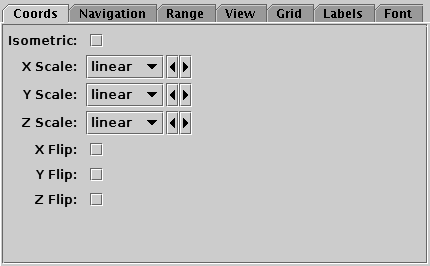 Coords Navigation Range View Grid Labels Font
Isometric:
X Scale: linear
Y Scale: linear
Z Scale: linear
X Flip:
Y Flip:
Z Flip: